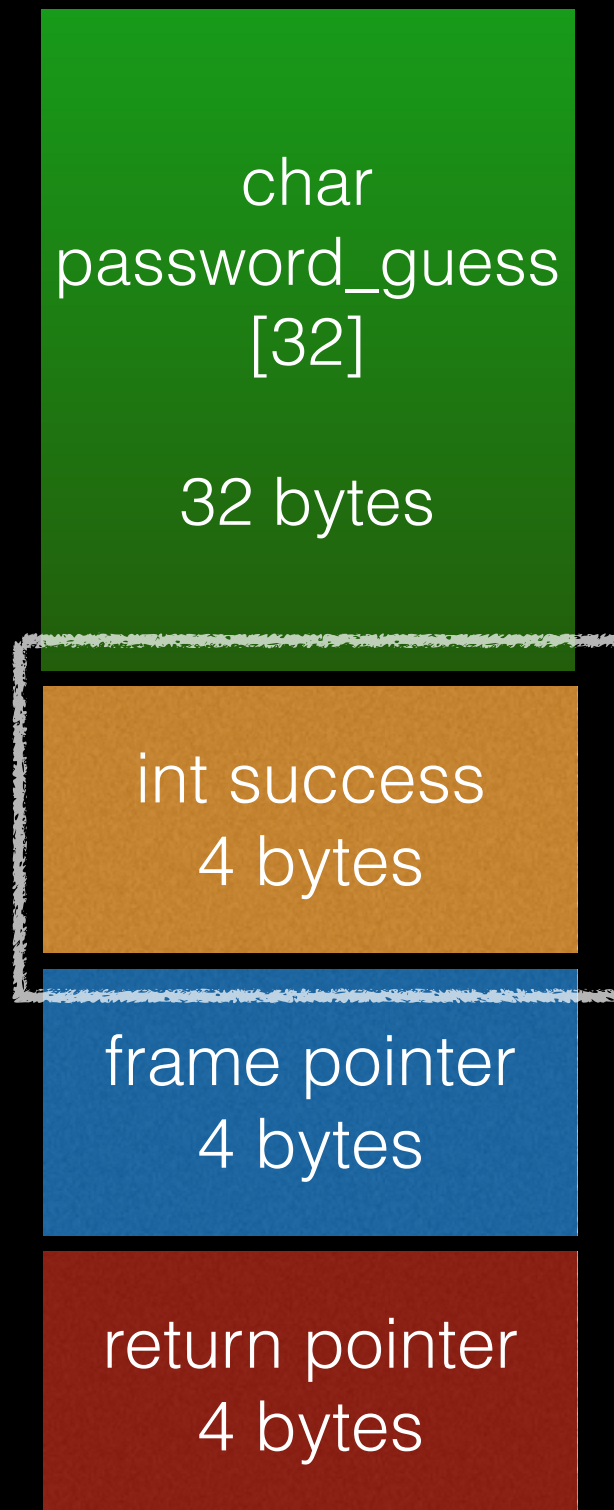 char
password_guess
[32]
32 bytes
int success
4 bytes
frame pointer
4 bytes
return pointer
4 bytes